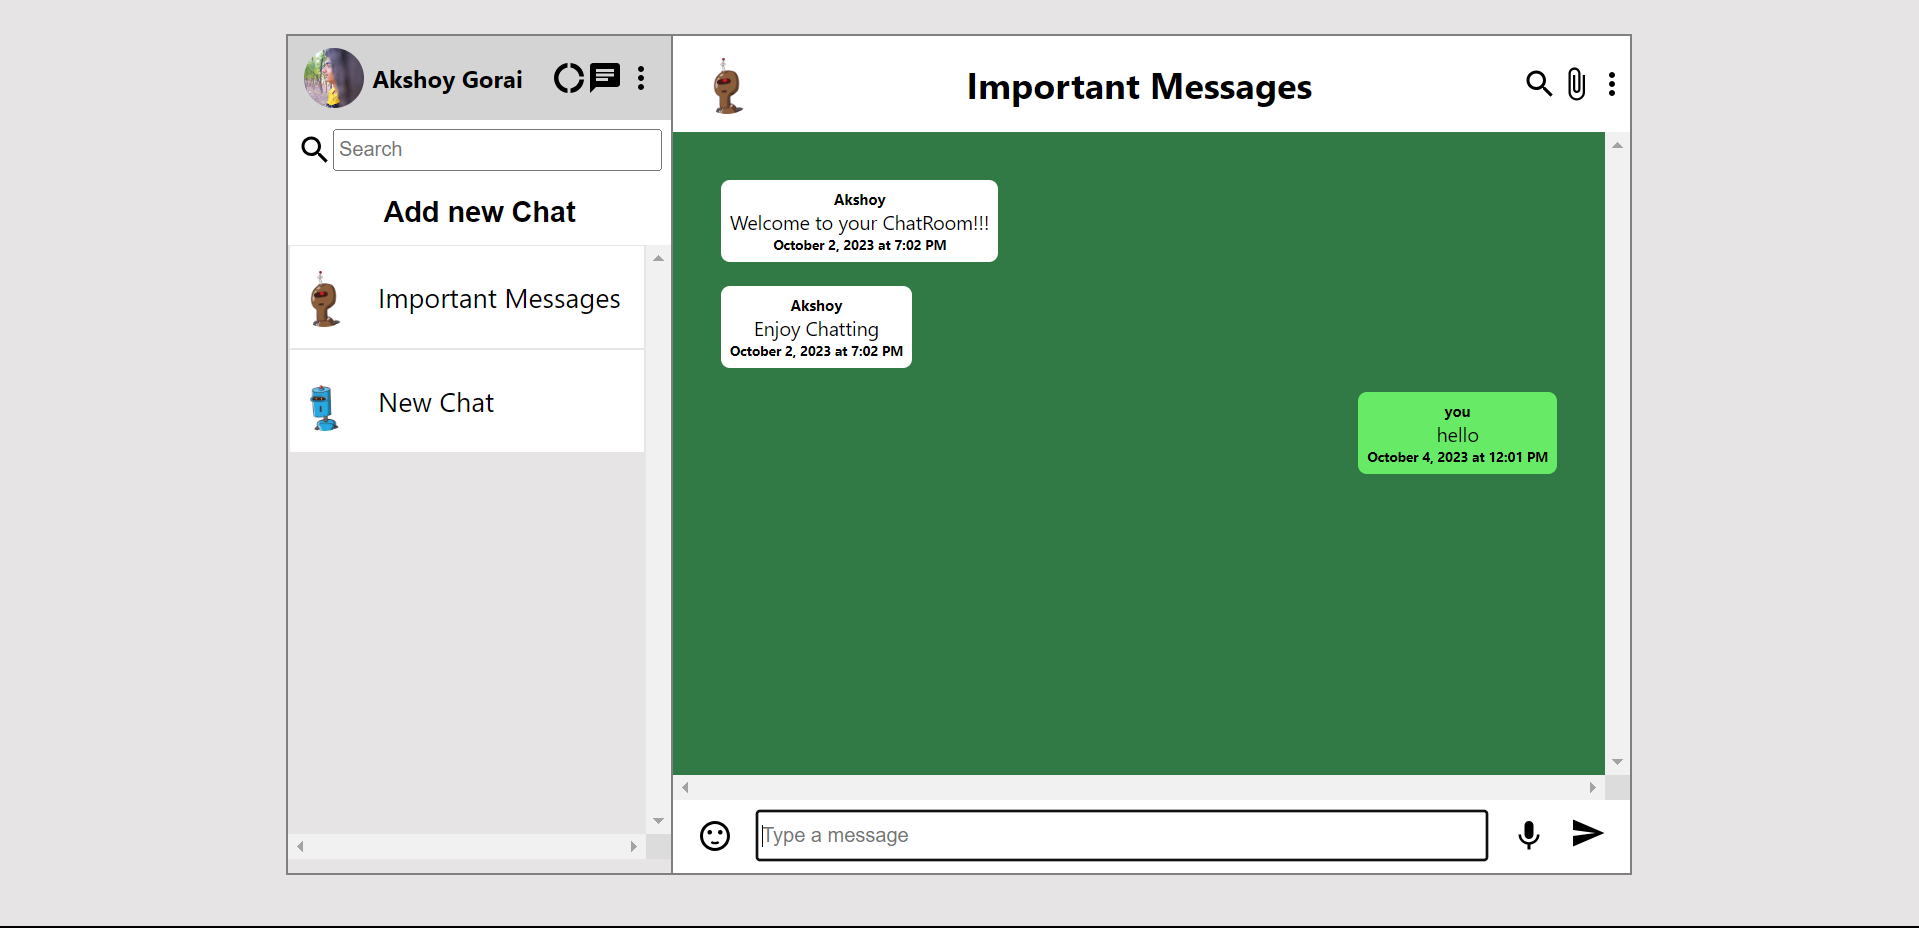 Akshoy Gorai
Search
Add new Chat
Important Messages
New Chat
Important Messages
Akshoy
Welcome to your ChatRoom!!!
October 2, 2023 at 7:02 PM
Akshoy
Enjoy Chatting
October 2, 2023 at 7:02 PM
you
hello
October 4, 2023 at 12:01 PM
Type a message